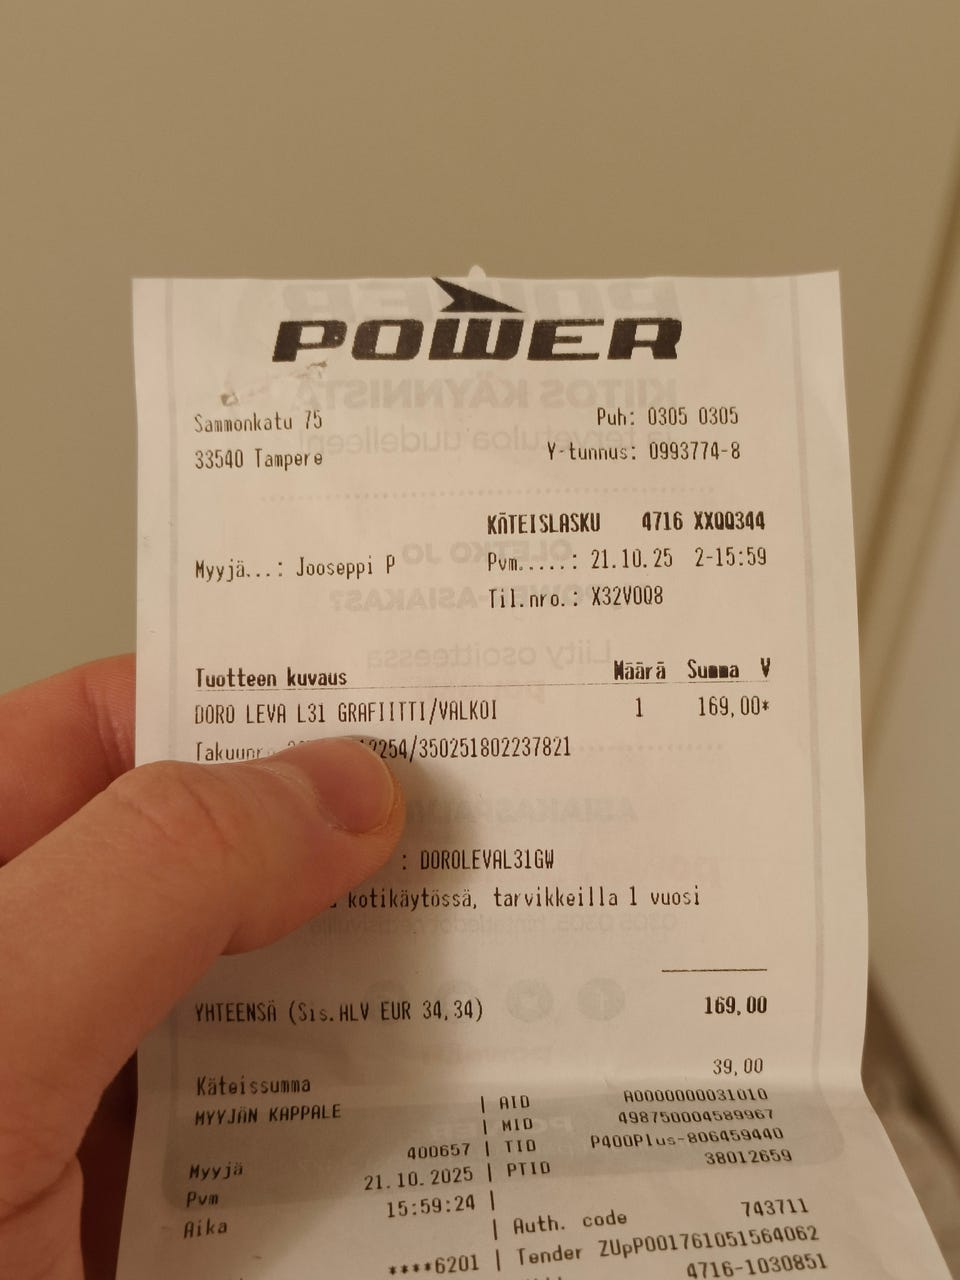 POWER
Sammonkatu 75 Puh: 0305 0305
33540 Tampere Y-tunnus: 0993774-8
KÄTEISLASKU 4716 XXQQ344
Myyjä...: Jooseppi P Pvm.....: 21.10.25 2-15:59
Til.nro.: X32V0Q8
Tuotteen kuvaus Määrä Summa V
DORO LEVA L31 GRAFIITTI/VALKOI 1 169,00*
2254/350251802237821
: DOROLEVAL31GW
kotikäytössä, tarvikkeilla 1 vuosi
YHTEENSÄ (Sis.ALV EUR 34,34) 169,00
Käteissumma 39,00
MYYJÄN KAPPALE | AID A0000000031010
| MID 498750004589967
Myyjä 400657 | TID P400Plus-806459440
Pvm 21.10.2025 | PTID 38012659
Aika 15:59:24 |
| Auth. code 743711
****6201 | Tender ZUpP001761051564062
4716-1030851